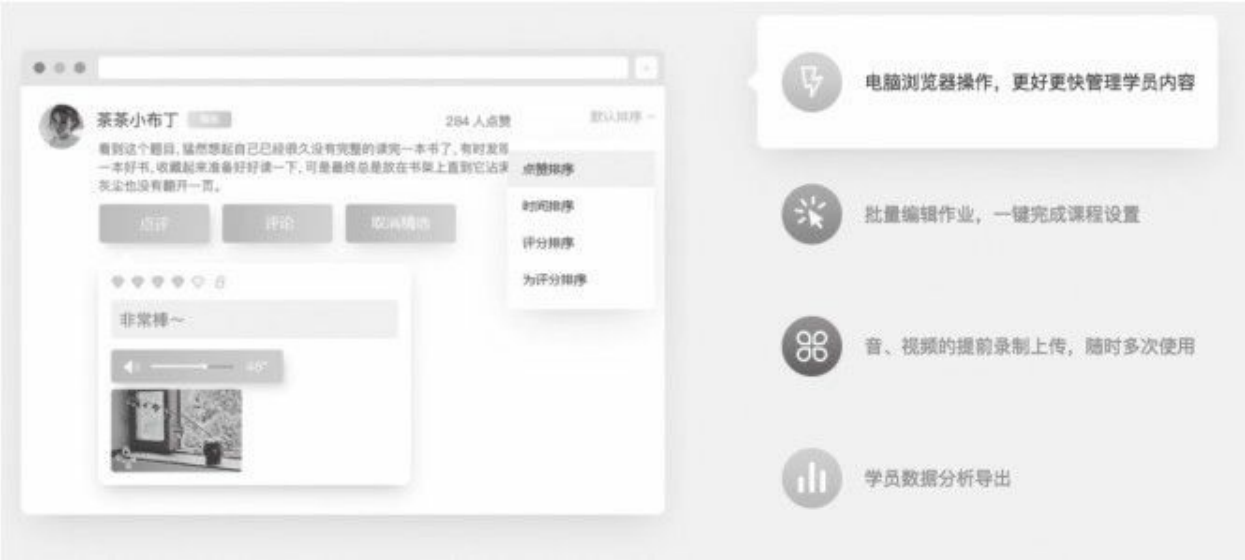 茶茶小布丁
284 人点赞
默认排序
看到这个题目,猛然想起自己已经很久没有完整的读完一本书了,有时发现
一本好书,收藏起来准备好好读一下,可是最终总是放在书架上直到它沾满
灰尘也没有翻开一页。
点评
评论
取消精选
点赞排序
时间排序
评分排序
为评分排序
非常棒~
46"
电脑浏览器操作，更好更快管理学员内容
批量编辑作业，一键完成课程设置
音、视频的提前录制上传，随时多次使用
学员数据分析导出